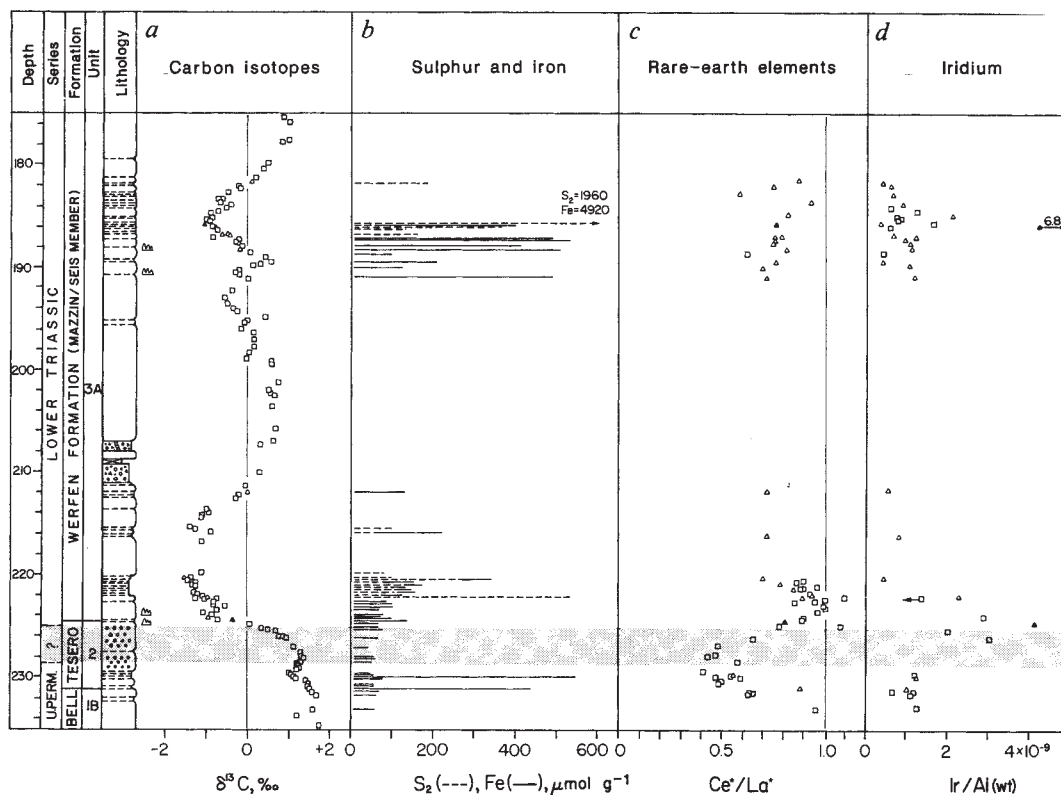 a b c d
Depth
Series
Formation
Unit
Lithology
Carbon isotopes
Sulphur and iron
Rare-earth elements
Iridium
180
190
200
210
220
230
LOWER TRIASSIC
?
U.PERM.
WERFEN FORMATION (MAZZIN/SEIS MEMBER)
TESERO
BELL
3A
2
1B
S₂=1960
Fe=4920
6.8
-2 0 +2
0 200 400 600
0 0.5 1.0
0 2 4×10⁻⁹
δ¹³C, ‰
S₂(---), Fe(—), µmol g⁻¹
Ce*/La*
Ir/Al(wt)